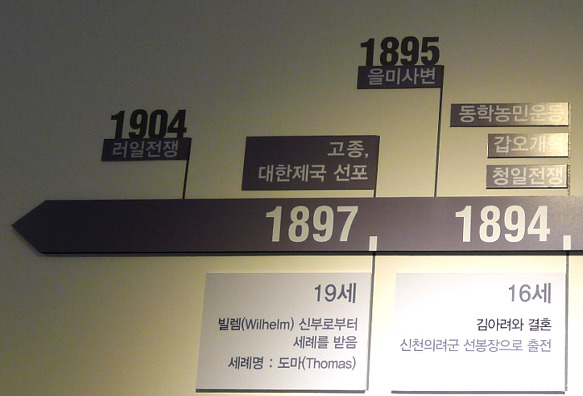 1904
러일전쟁
1895
을미사변
고종,
대한제국 선포
동학농민운동
갑오개혁
청일전쟁
1897
1894
19세
빌렘(Wilhelm) 신부로부터
세례를 받음
세례명 : 도마(Thomas)
16세
김아려와 결혼
신천의려군 선봉장으로 출전